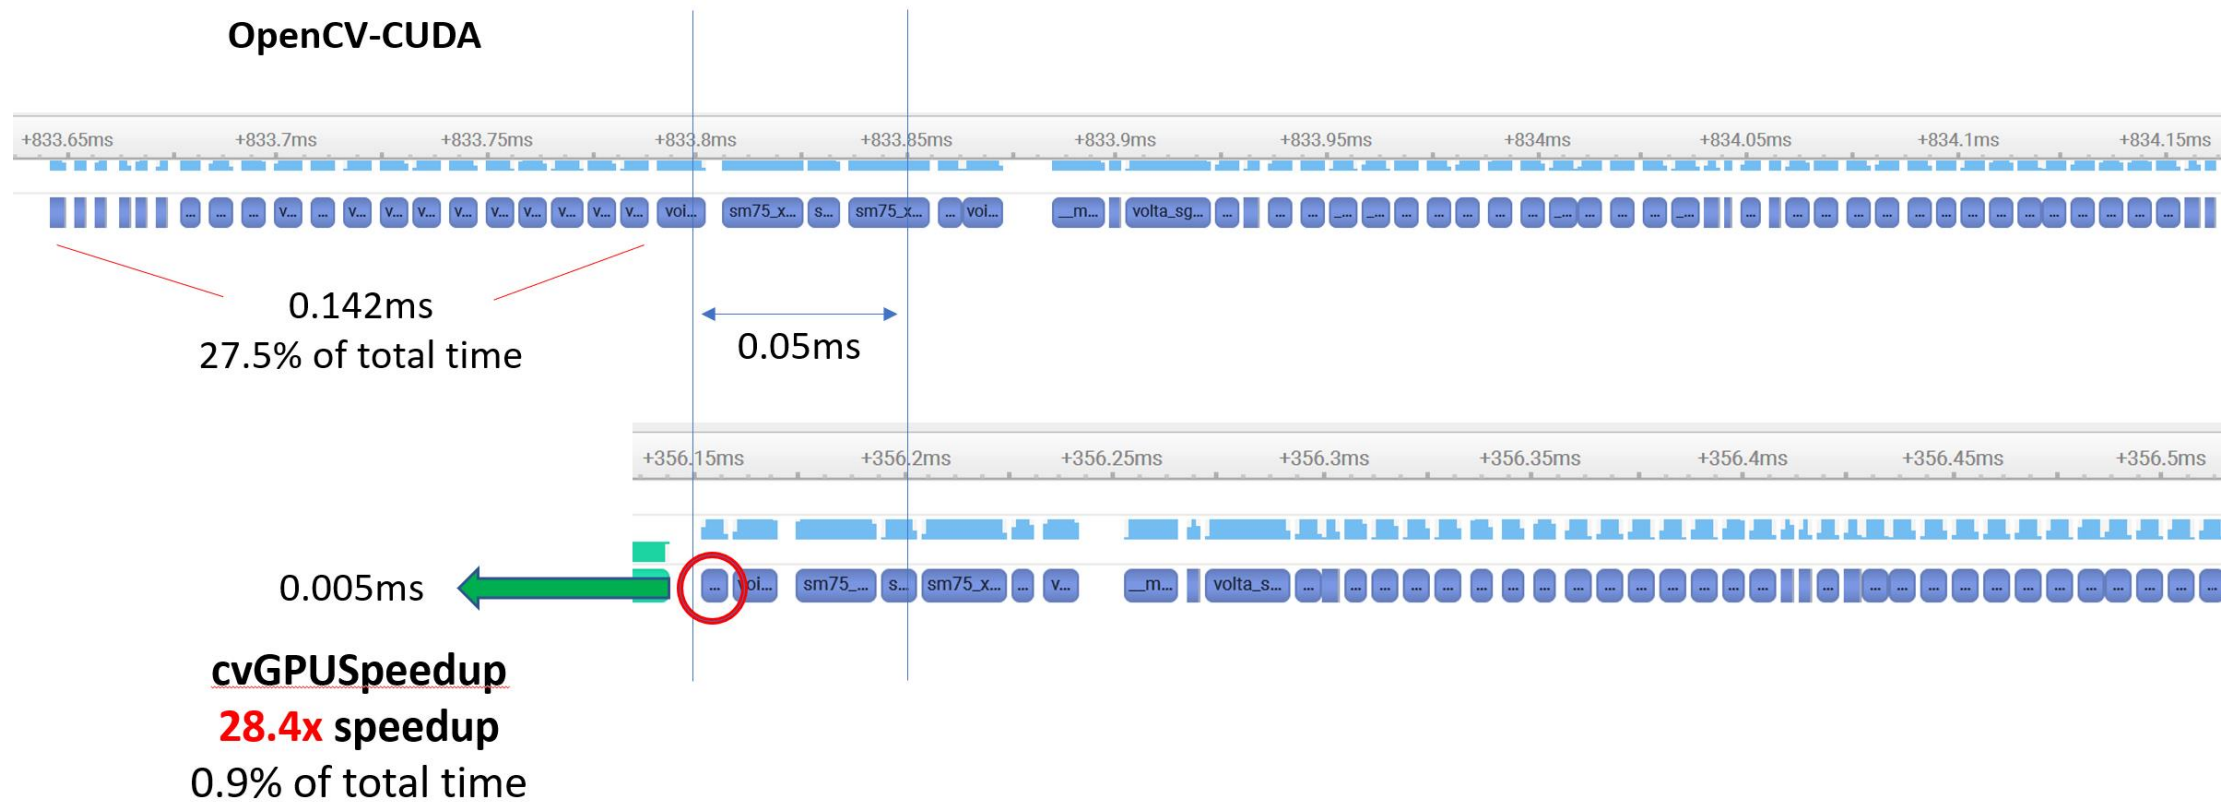 OpenCV-CUDA
+833.65ms +833.7ms +833.75ms +833.8ms +833.85ms +833.9ms +833.95ms +834ms +834.05ms +834.1ms +834.15ms
... ... ... v... ... v... v... v... v... v... v... v... v... v... voi... sm75_x... s... sm75_x... ... voi... __m... volta_sg... ... ... ... _... _... ... ... ... ... ... _... ... ... ... _... ... ... ... ... ... ... ... ... ... ... ... ... ... ... ...
0.142ms
27.5% of total time
0.05ms
+356.15ms +356.2ms +356.25ms +356.3ms +356.35ms +356.4ms +356.45ms +356.5ms
... voi... sm75_... s... sm75_x... ... v... __m... volta_s... ... ... ... ... ... ... ... ... ... ... ... ... ... ... ... ... ... ... ... ... ... ... ... ... ... ... ...
0.005ms
cvGPUSpeedup
28.4x speedup
0.9% of total time